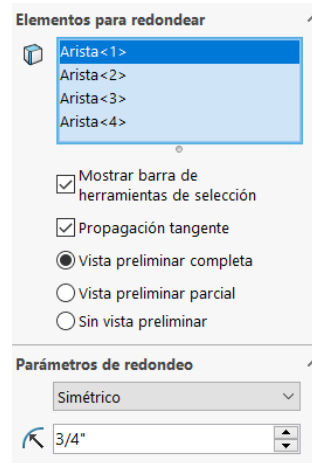 Elementos para redondear
Arista<1>
Arista<2>
Arista<3>
Arista<4>
Mostrar barra de
herramientas de selección
Propagación tangente
Vista preliminar completa
Vista preliminar parcial
Sin vista preliminar
Parámetros de redondeo
Simétrico
3/4"